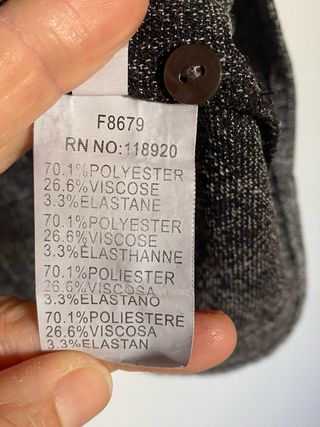 F8679
RN NO:118920
70.1%POLYESTER
26.6%VISCOSE
3.3%ELASTANE
70.1%POLYESTER
26.6%VISCOSE
3.3%ELASTHANNE
70.1%POLIESTER
26.6%VISCOSA
3.3%ELASTANO
70.1%POLIESTERE
26.6%VISCOSA
3.3%ELASTAN